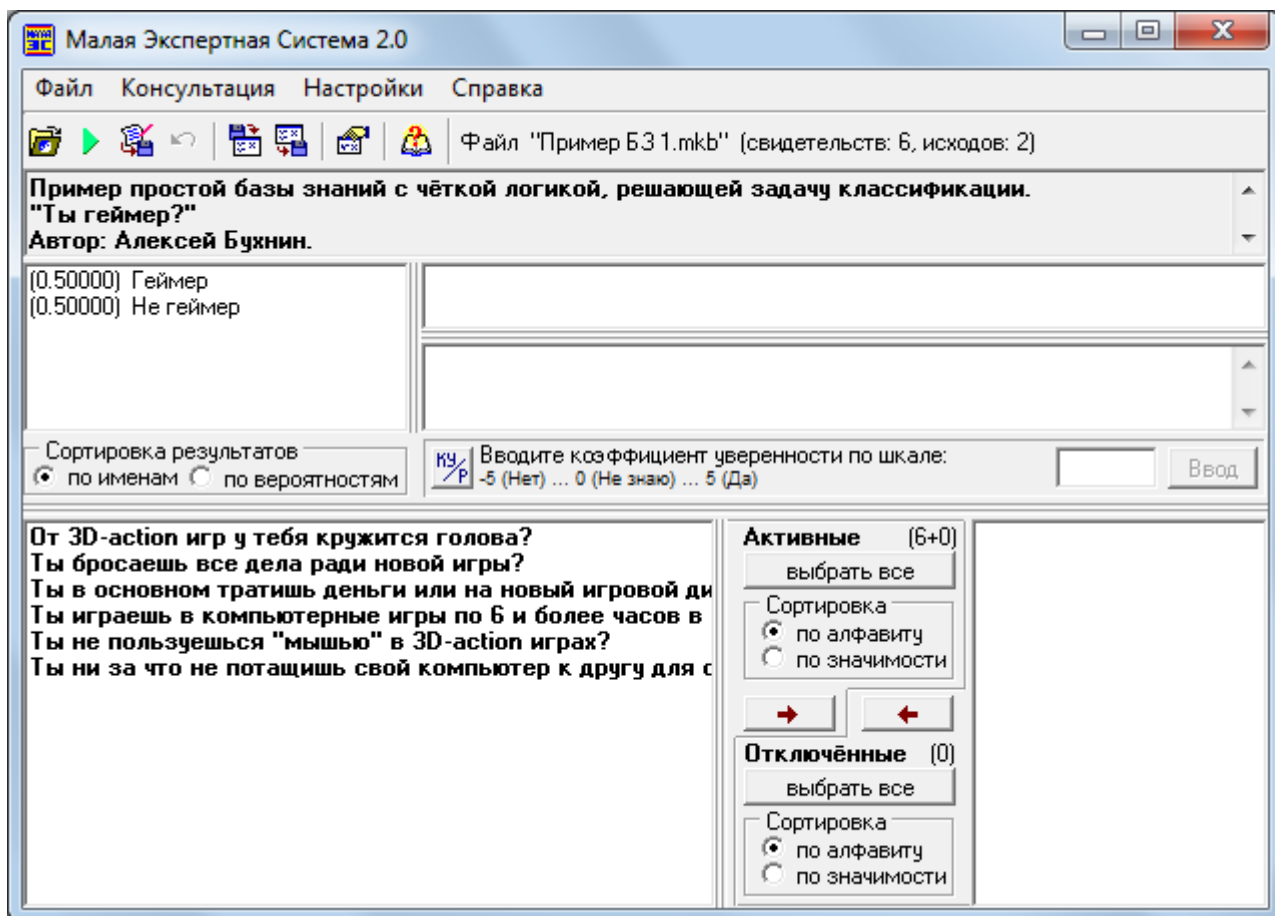 Малая Экспертная Система 2.0
Файл Консультация Настройки Справка
Файл "Пример БЗ 1.mkb" (свидетельств: 6, исходов: 2)
Пример простой базы знаний с чёткой логикой, решающей задачу классификации.
"Ты геймер?"
Автор: Алексей Бухнин.
(0.50000) Геймер
(0.50000) Не геймер
Сортировка результатов
по именам по вероятностям
КУ/Р
Вводите коэффициент уверенности по шкале:
-5 (Нет) ... 0 (Не знаю) ... 5 (Да)
Ввод
От 3D-action игр у тебя кружится голова?
Ты бросаешь все дела ради новой игры?
Ты в основном тратишь деньги или на новый игровой ди
Ты играешь в компьютерные игры по 6 и более часов в
Ты не пользуешься "мышью" в 3D-action играх?
Ты ни за что не потащишь свой компьютер к другу для с
Активные (6+0)
выбрать все
Сортировка
по алфавиту
по значимости
Отключённые (0)
выбрать все
Сортировка
по алфавиту
по значимости